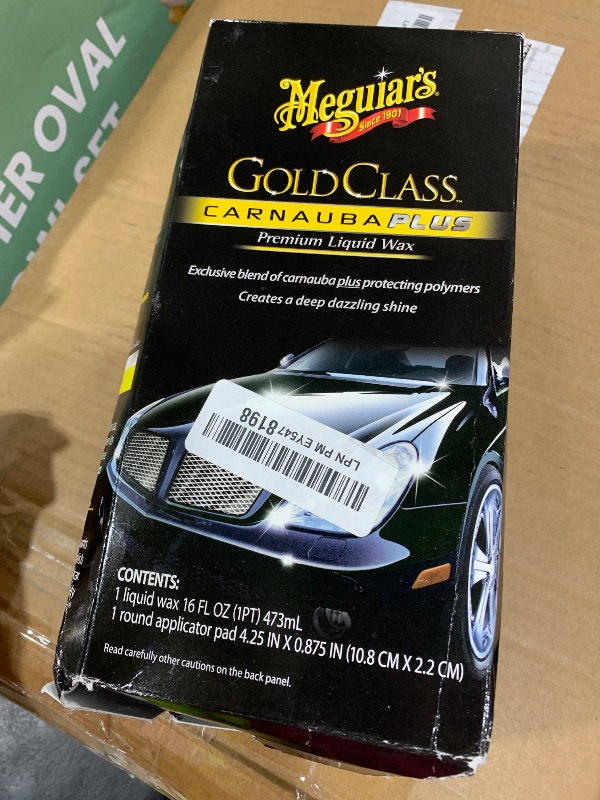 Meguiar's
Since 1901
GOLD CLASS™
CARNAUBA PLUS
Premium Liquid Wax
Exclusive blend of carnauba plus protecting polymers
Creates a deep dazzling shine
LPN PM EY547 8198
CONTENTS:
1 liquid wax 16 FL OZ (1PT) 473mL
1 round applicator pad 4.25 IN X 0.875 IN (10.8 CM X 2.2 CM)
Read carefully other cautions on the back panel.
OVAL
SET